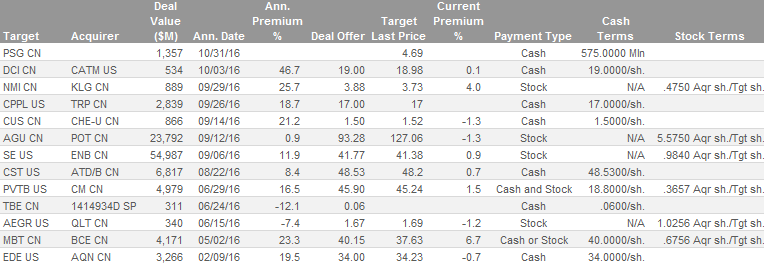 Deal Ann. Target Current
Value Premium Last Price Premium Cash
Target Acquirer ($M) Ann. Date % Deal Offer % Payment Type Terms Stock Terms
PSG CN 1,357 10/31/16 4.69 Cash 575.0000 Mln
DCI CN CATM US 534 10/03/16 46.7 19.00 18.98 0.1 Cash 19.0000/sh.
NMI CN KLG CN 889 09/29/16 25.7 3.88 3.73 4.0 Stock N/A .4750 Aqr sh./Tgt sh.
CPPL US TRP CN 2,839 09/26/16 18.7 17.00 17 Cash 17.0000/sh.
CUS CN CHE-U CN 866 09/14/16 21.2 1.50 1.52 -1.3 Cash 1.5000/sh.
AGU CN POT CN 23,792 09/12/16 0.9 93.28 127.06 -1.3 Stock N/A 5.5750 Aqr sh./Tgt sh.
SE US ENB CN 54,987 09/06/16 11.9 41.77 41.38 0.9 Stock N/A .9840 Aqr sh./Tgt sh.
CST US ATD/B CN 6,817 08/22/16 8.4 48.53 48.2 0.7 Cash 48.5300/sh.
PVTB US CM CN 4,979 06/29/16 16.5 45.90 45.24 1.5 Cash and Stock 18.8000/sh. .3657 Aqr sh./Tgt sh.
TBE CN 1414934D SP 311 06/24/16 -12.1 0.06 Cash .0600/sh.
AEGR US QLT CN 340 06/15/16 -7.4 1.67 1.69 -1.2 Stock N/A 1.0256 Aqr sh./Tgt sh.
MBT CN BCE CN 4,171 05/02/16 23.3 40.15 37.63 6.7 Cash or Stock 40.0000/sh. .6756 Aqr sh./Tgt sh.
EDE US AQN CN 3,266 02/09/16 19.5 34.00 34.23 -0.7 Cash 34.0000/sh.